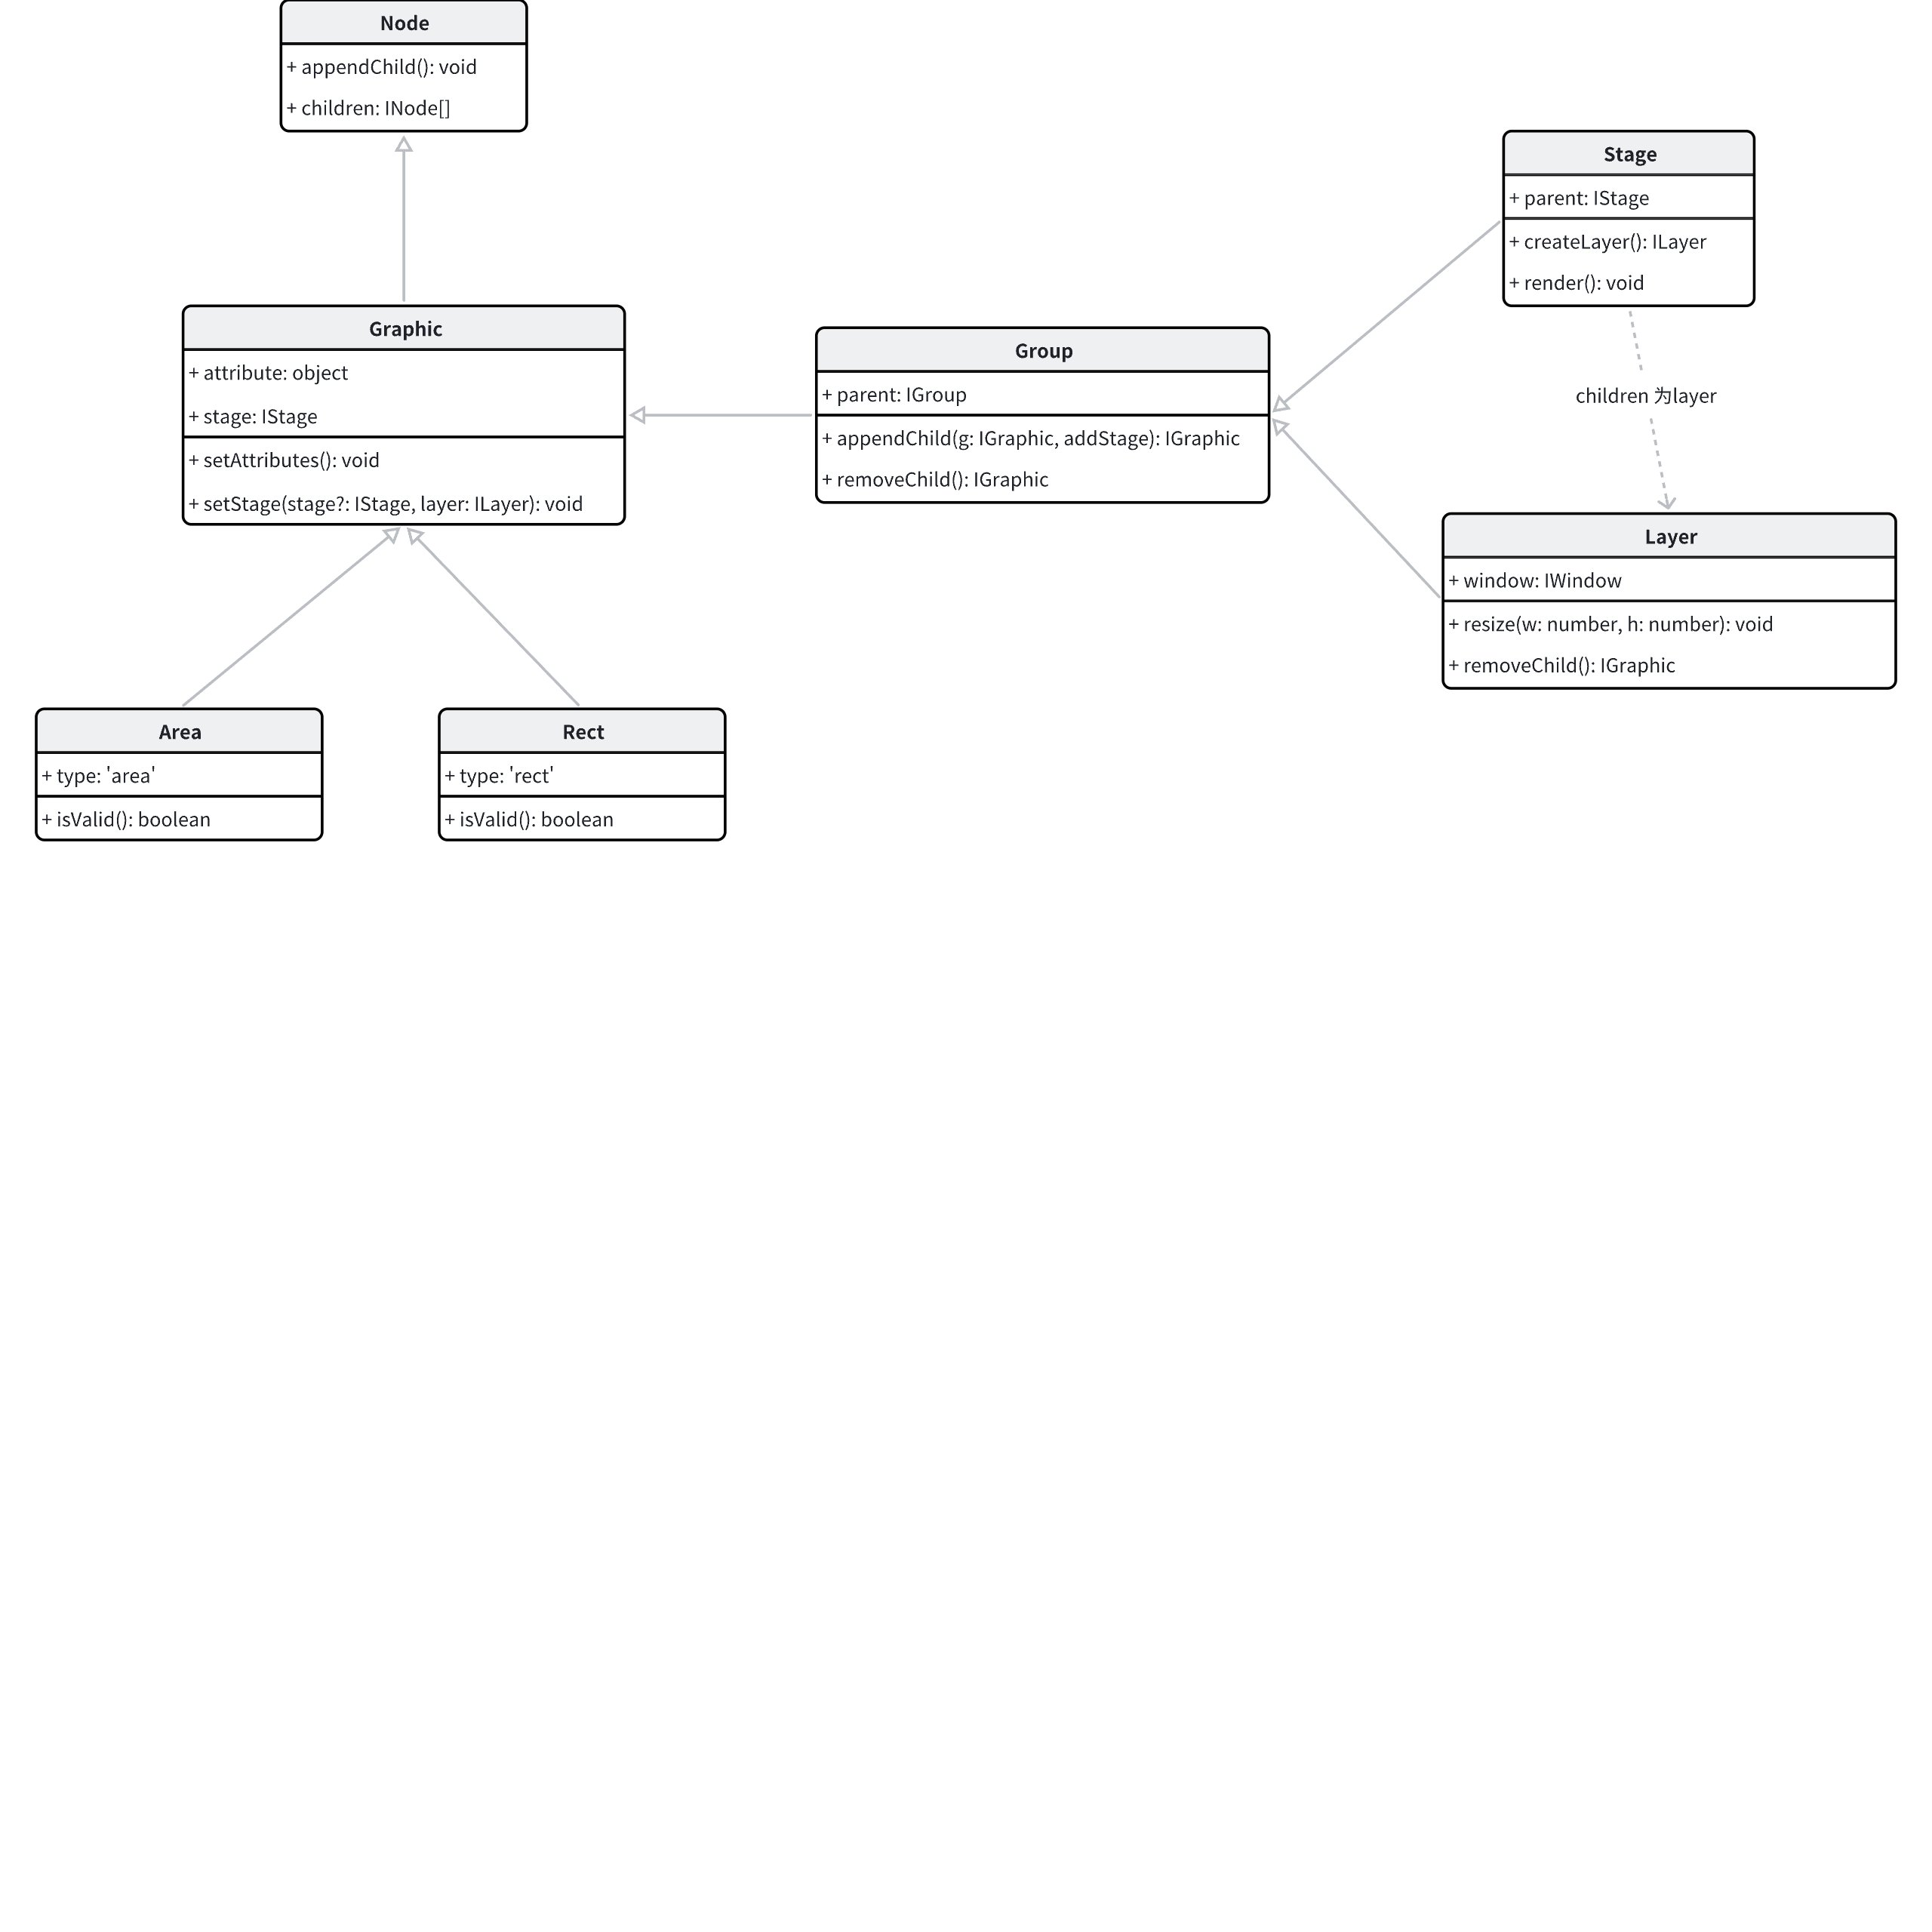 Node
+ appendChild(): void
+ children: INode[]
Stage
+ parent: IStage
+ createLayer(): ILayer
+ render(): void
Graphic
+ attribute: object
+ stage: IStage
+ setAttributes(): void
+ setStage(stage?: IStage, layer: ILayer): void
Group
+ parent: IGroup
+ appendChild(g: IGraphic, addStage): IGraphic
+ removeChild(): IGraphic
children 为layer
Layer
+ window: IWindow
+ resize(w: number, h: number): void
+ removeChild(): IGraphic
Area
+ type: 'area'
+ isValid(): boolean
Rect
+ type: 'rect'
+ isValid(): boolean